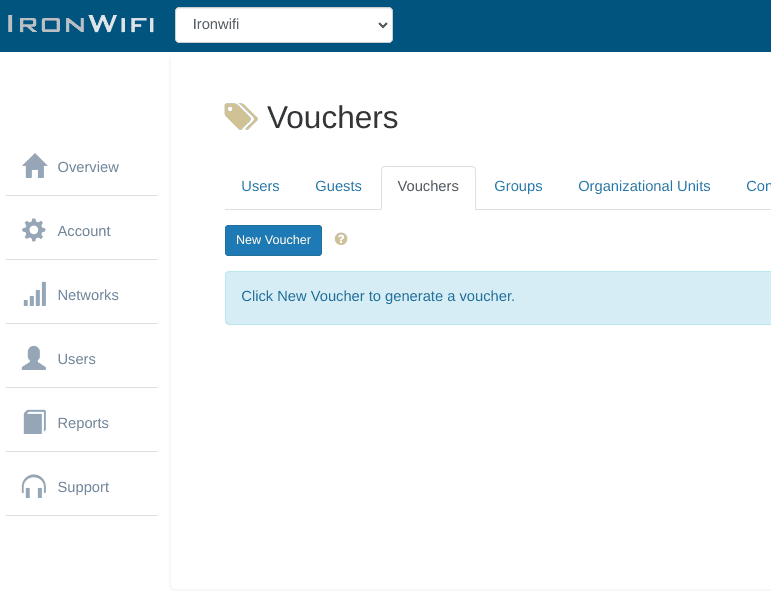 IRONWIFI
Ironwifi
Vouchers
Overview
Account
Networks
Users
Reports
Support
Users Guests Vouchers Groups Organizational Units Con
New Voucher ?
Click New Voucher to generate a voucher.